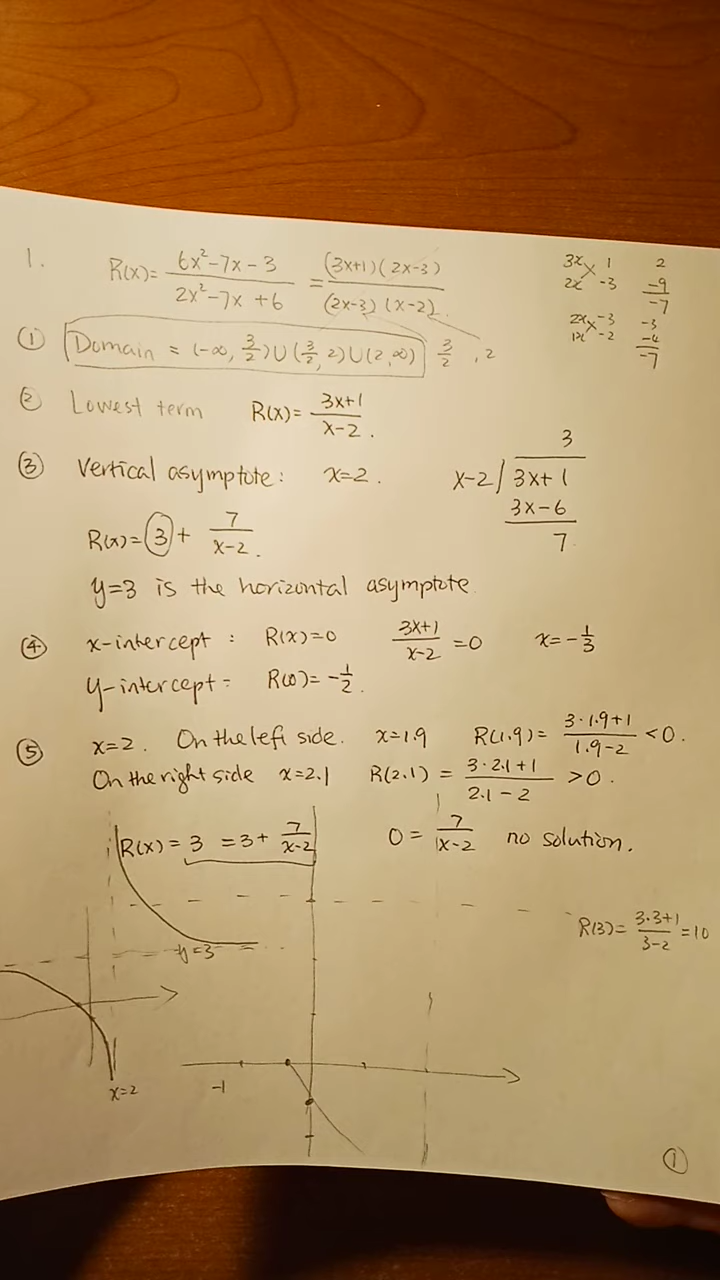 1. R(x)= 6x²-7x-3 / 2x²-7x+6 = (3x+1)(2x-3) / (2x-3)(x-2).
3x 1 2
2x -3 -9
-7
2x -3 -3
1x -2 -4
-7
① Domain = (-∞, 3/2)∪(3/2, 2)∪(2,∞) 3/2 , 2
② Lowest term R(x)= 3x+1 / x-2.
③ Vertical asymptote: x=2.
3
x-2 3x+1
3x-6
7
R(x)=3+ 7/x-2.
y=3 is the horizontal asymptote
④ x-intercept : R(x)=0 3x+1 / x-2 =0 x=-1/3
y-intercept= R(0)=-1/2.
⑤ x=2. On the left side. x=1.9 R(1.9)= 3·1.9+1 / 1.9-2 <0.
On the right side x=2.1 R(2.1)= 3·2.1+1 / 2.1-2 >0.
R(x)= 3 =3+ 7/x-2 0= 7/x-2 no solution.
R(3)= 3·3+1 / 3-2 =10
y=3
x=2
-1
①